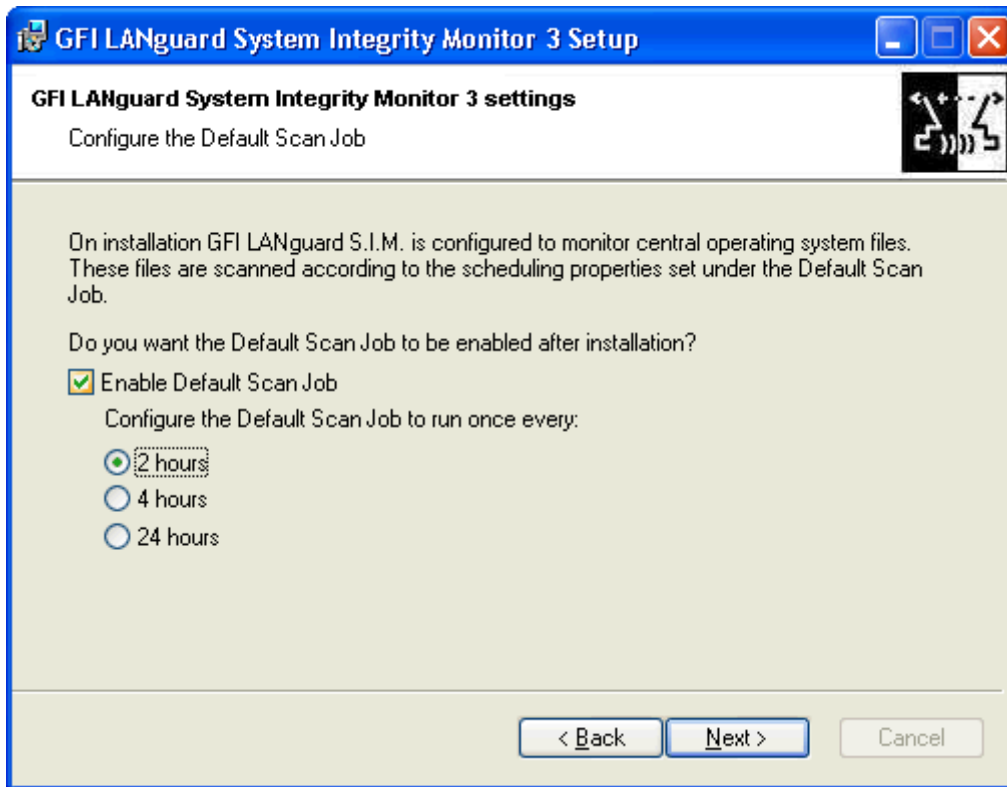 GFI LANguard System Integrity Monitor 3 Setup
GFI LANguard System Integrity Monitor 3 settings
Configure the Default Scan Job
On installation GFI LANguard S.I.M. is configured to monitor central operating system files.
These files are scanned according to the scheduling properties set under the Default Scan
Job.
Do you want the Default Scan Job to be enabled after installation?
Enable Default Scan Job
Configure the Default Scan Job to run once every:
2 hours
4 hours
24 hours
< Back
Next >
Cancel